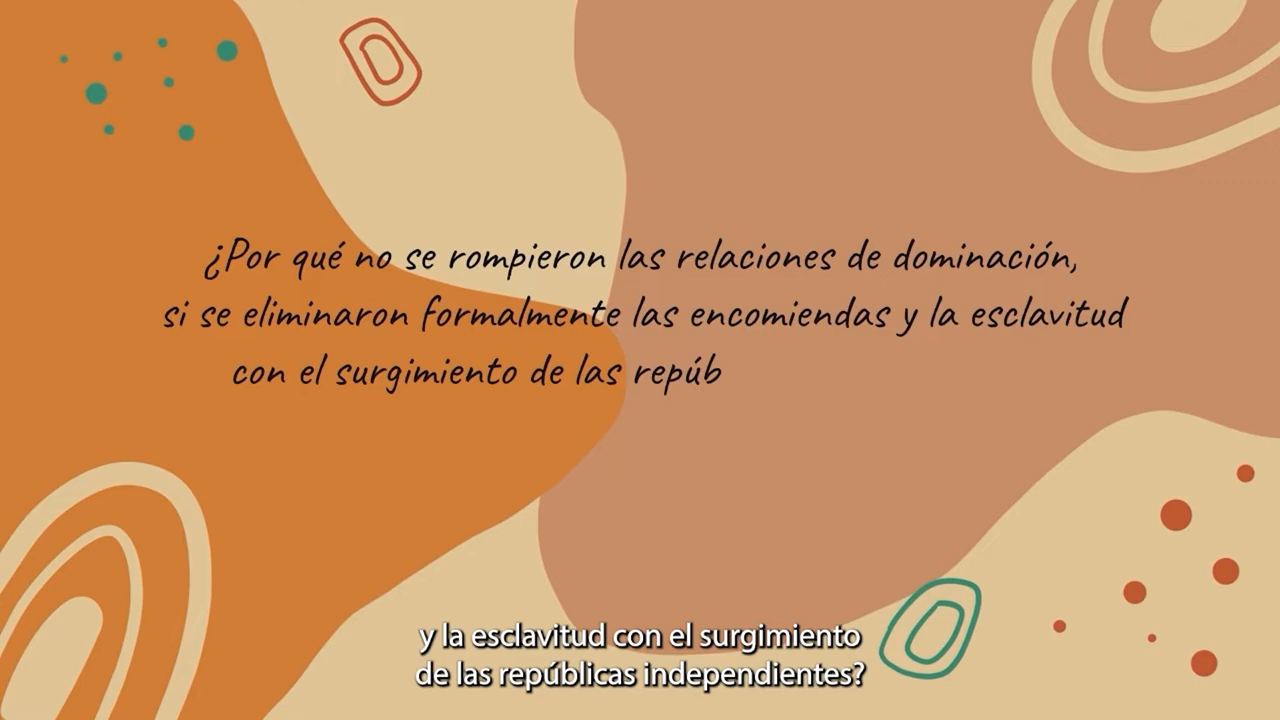 ¿Por qué no se rompieron las relaciones de dominación,
si se eliminaron formalmente las encomiendas y la esclavitud
con el surgimiento de las repúb
y la esclavitud con el surgimiento
de las repúblicas independientes?